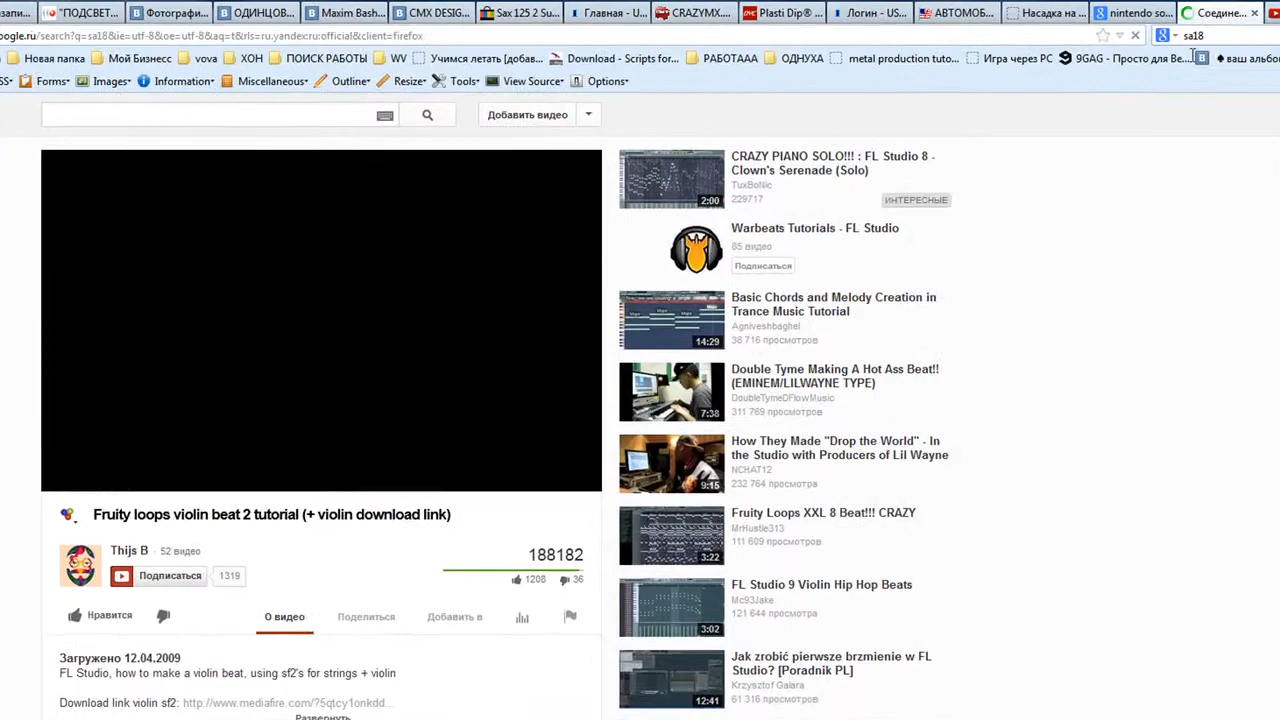 "ПОДСВЕТ...
Фотографи...
ОДИНЦОВ...
Maxim Bash...
CMX DESIG...
Sax 125 2 Su...
Главная - U...
CRAZYMX....
Plasti Dip® ...
Логин - US...
АВТОМОБ...
Насадка на ...
nintendo so...
Соедине...
oogle.ru/search?q=sa18&ie=utf-8&oe=utf-8&aq=t&rls=ru.yandex:ru:official&client=firefox
sa18
Новая папка
Мой Бизнесс
vova
ХОН
ПОИСК РАБОТЫ
WV
Учимся летать [добав...
Download - Scripts for...
РАБОТААА
ОДНУХА
metal production tuto...
Игра через PC
9GAG - Просто для Ве...
ваш альбо
SS
Forms
Images
Information
Miscellaneous
Outline
Resize
Tools
View Source
Options
Добавить видео
CRAZY PIANO SOLO!!! : FL Studio 8 -
Clown's Serenade (Solo)
TuxBoNic
229717
ИНТЕРЕСНЫЕ
2:00
Warbeats Tutorials - FL Studio
85 видео
Подписаться
Basic Chords and Melody Creation in
Trance Music Tutorial
Agniveshbaghel
38 716 просмотров
14:29
Double Tyme Making A Hot Ass Beat!!
(EMINEM/LILWAYNE TYPE)
DoubleTymeDFlowMusic
311 769 просмотров
7:38
How They Made "Drop the World" - In
the Studio with Producers of Lil Wayne
NCHAT12
232 764 просмотра
9:15
Fruity Loops XXL 8 Beat!!! CRAZY
MrHustle313
111 609 просмотров
3:22
FL Studio 9 Violin Hip Hop Beats
Mc93Jake
121 644 просмотра
3:02
Jak zrobić pierwsze brzmienie w FL
Studio? [Poradnik PL]
Krzysztof Gaiara
61 316 просмотров
12:41
Fruity loops violin beat 2 tutorial (+ violin download link)
Thijs B · 52 видео
Подписаться
1319
188182
1208
36
Нравится
О видео
Поделиться
Добавить в
Загружено 12.04.2009
FL Studio, how to make a violin beat, using sf2's for strings + violin
link violin sf2: http://www.mediafire.com/?5qtcy1onkdd...
Развернуть